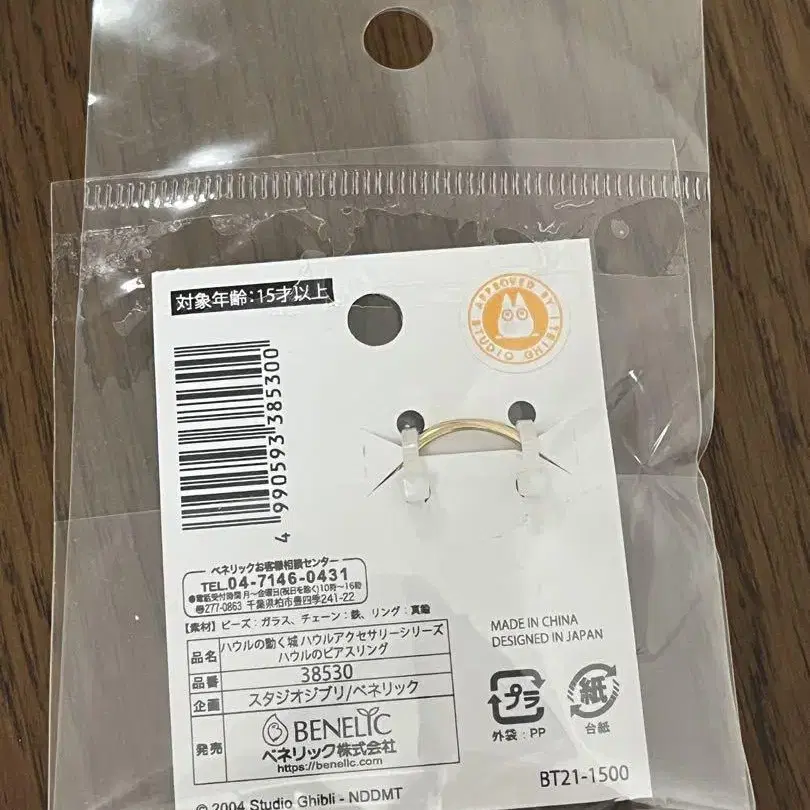 対象年齢：15才以上
APPROVED BY
STUDIO GHIBLI
4 990593 385300
ベネリックお客様相談センター
TEL.04-7146-0431
●電話受付時間 月〜金曜日(祝日を除く)10時〜16時
〒277-0863 千葉県柏市豊四季241-22
【素材】ビーズ：ガラス、チェーン：鉄、リング：真鍮
品名 ハウルの動く城 ハウルアクセサリーシリーズ
ハウルのピアスリング
品番 38530
企画 スタジオジブリ/ベネリック
発売 BENELIC
ベネリック株式会社
https://benelic.com
© 2004 Studio Ghibli - NDDMT
MADE IN CHINA
DESIGNED IN JAPAN
プラ
外袋：PP
紙
台紙
BT21-1500